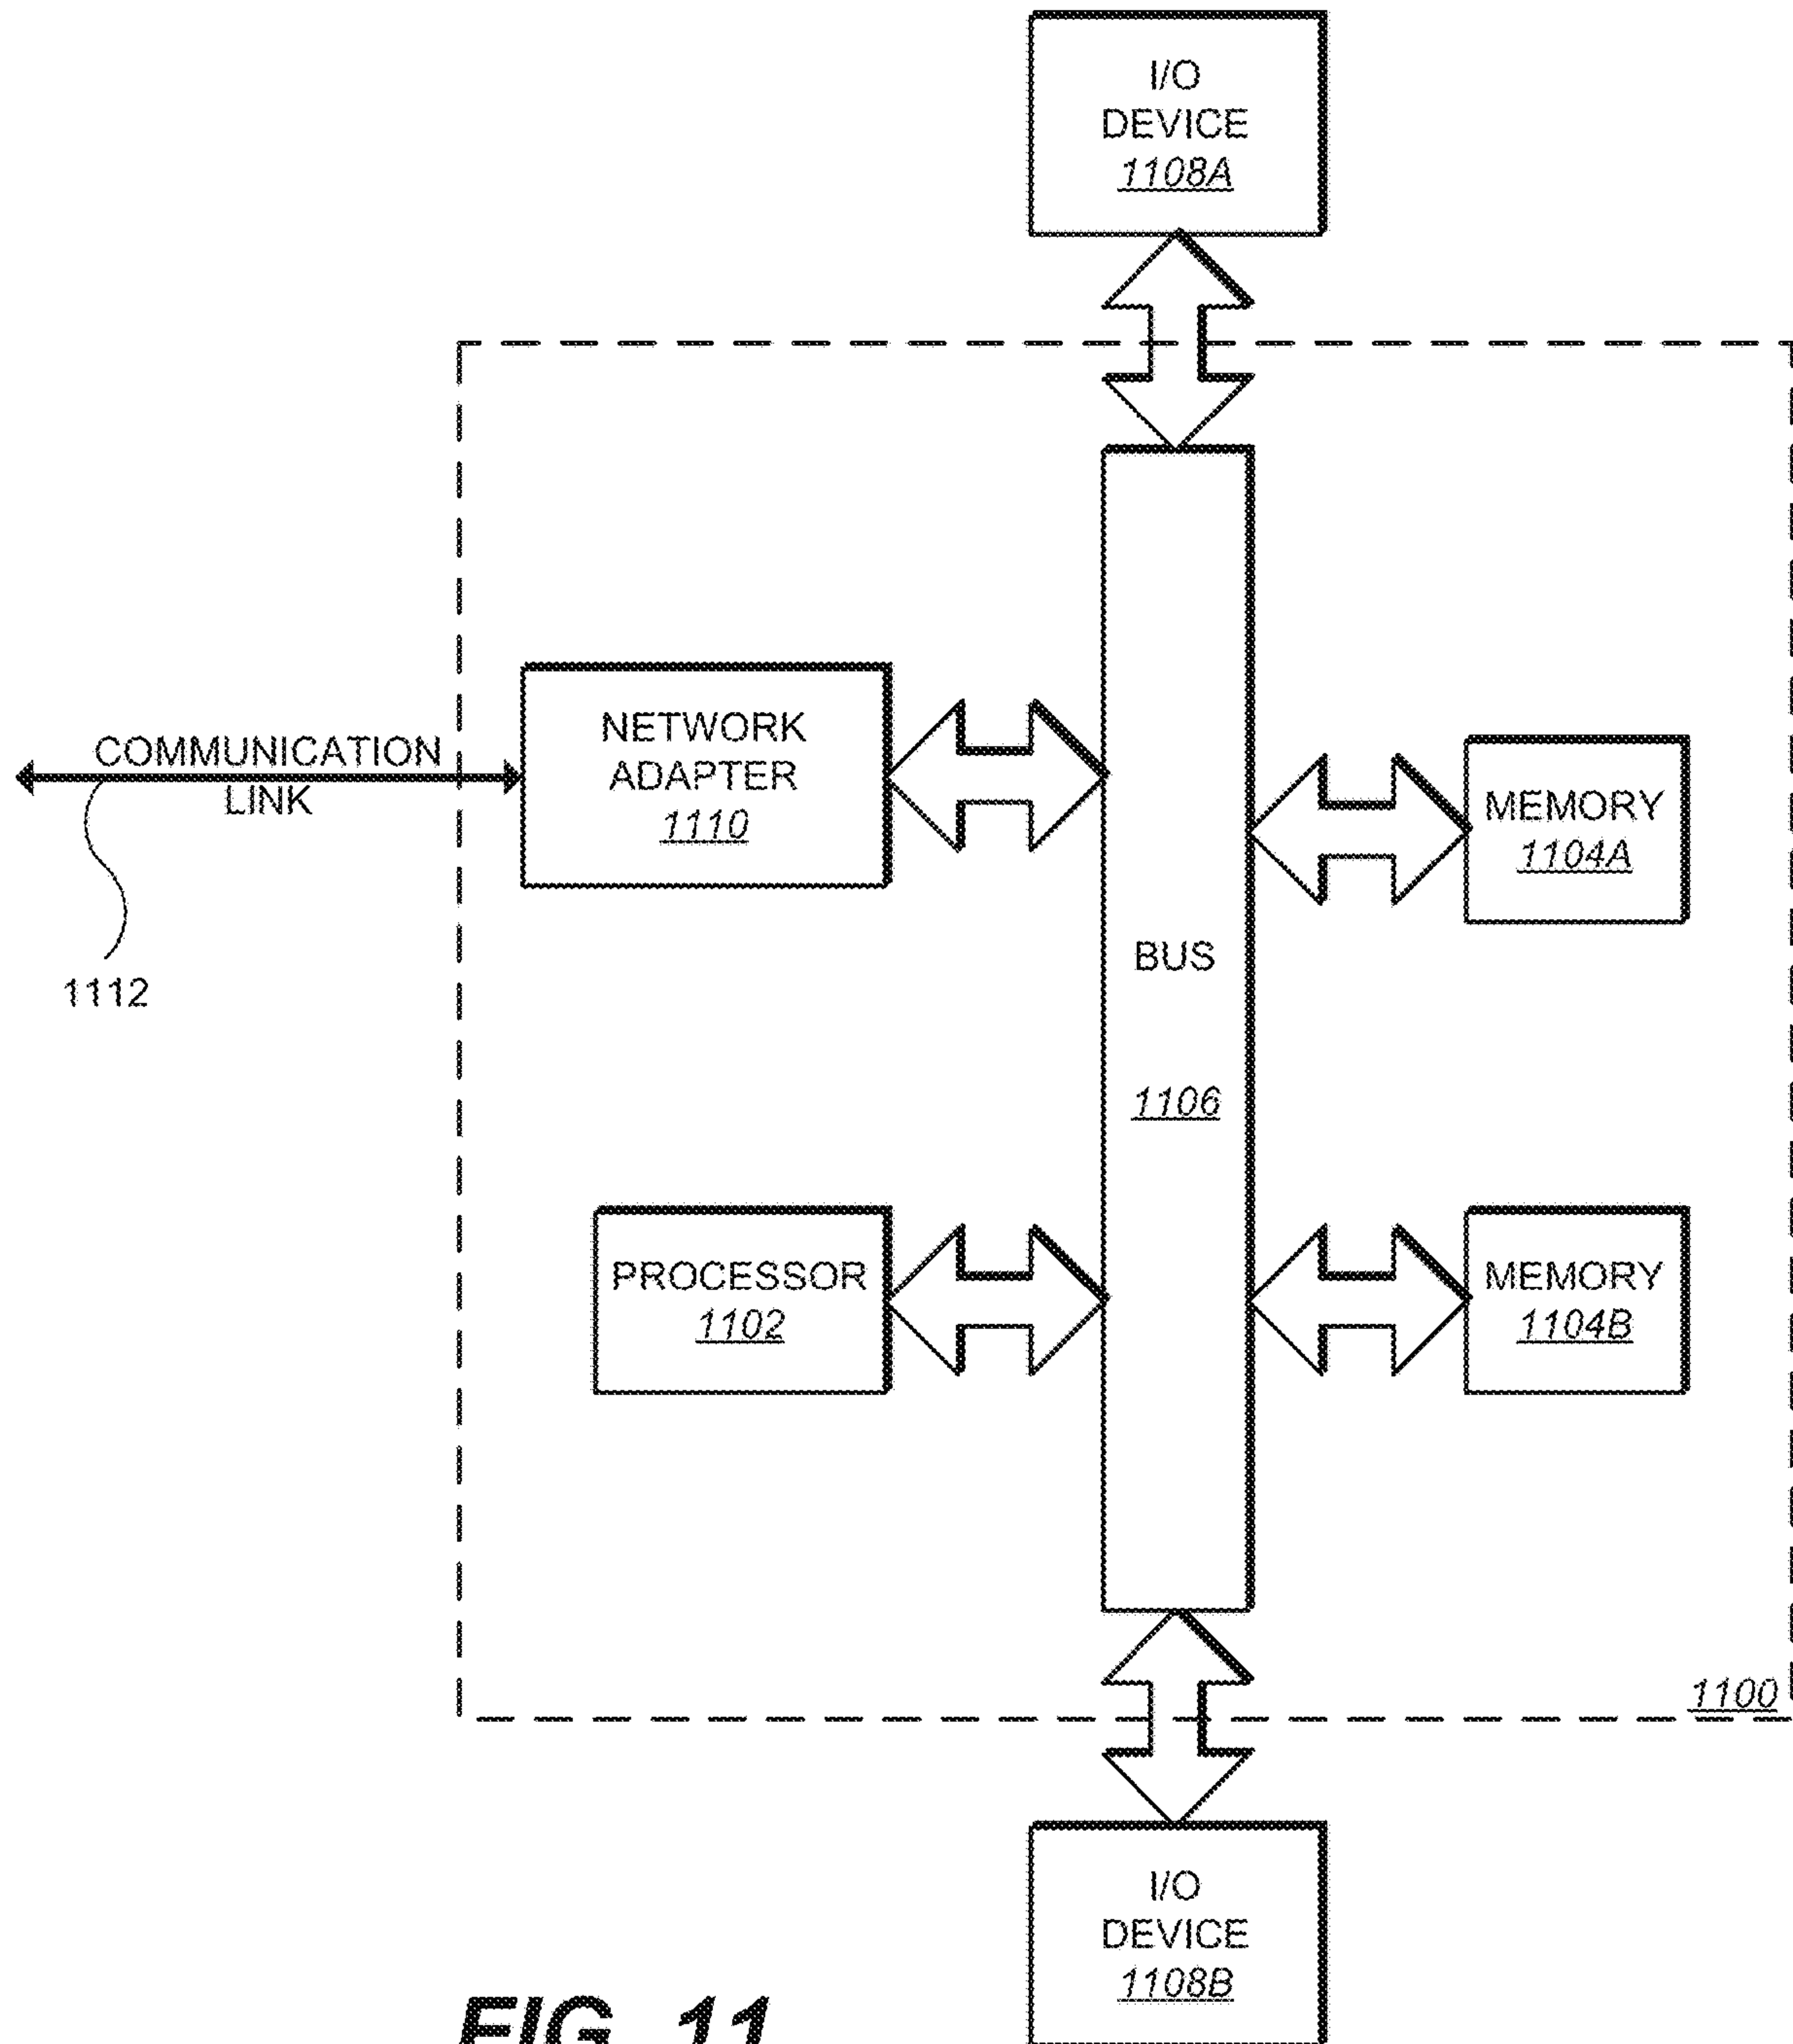 I/O
DEVICE
1108A
COMMUNICATION
LINK
1112
NETWORK
ADAPTER
1110
MEMORY
1104A
BUS
1106
PROCESSOR
1102
MEMORY
1104B
1100
I/O
DEVICE
1108B
FIG. 11